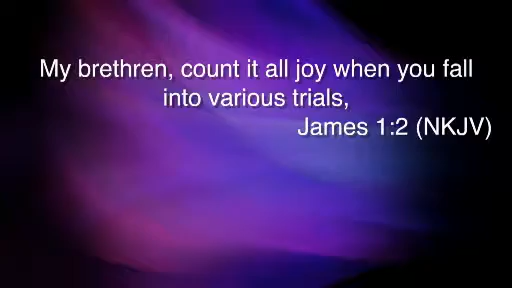 My brethren, count it all joy when you fall
into various trials,
James 1:2 (NKJV)